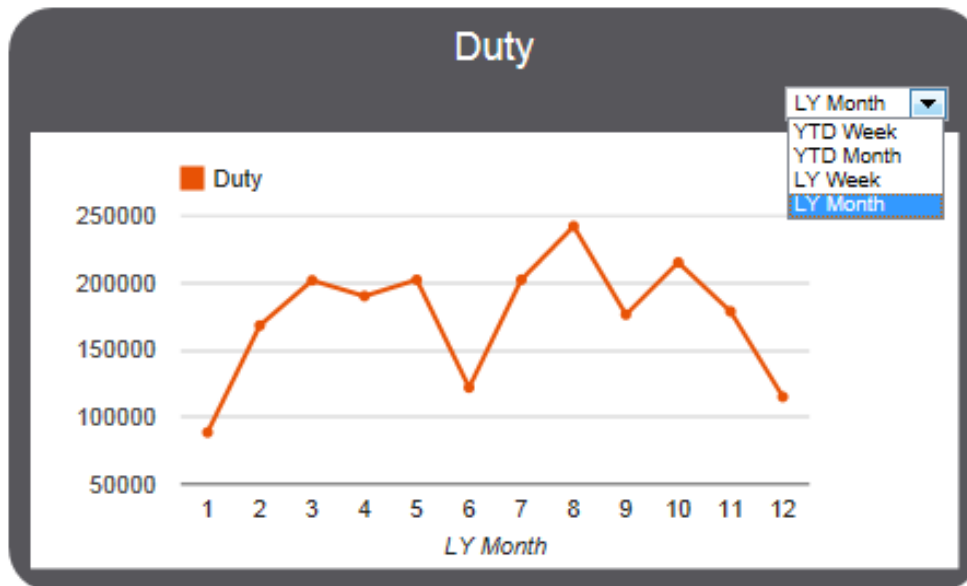 Duty
LY Month
YTD Week
YTD Month
LY Week
LY Month
Duty
250000
200000
150000
100000
50000
1 2 3 4 5 6 7 8 9 10 11 12
LY Month